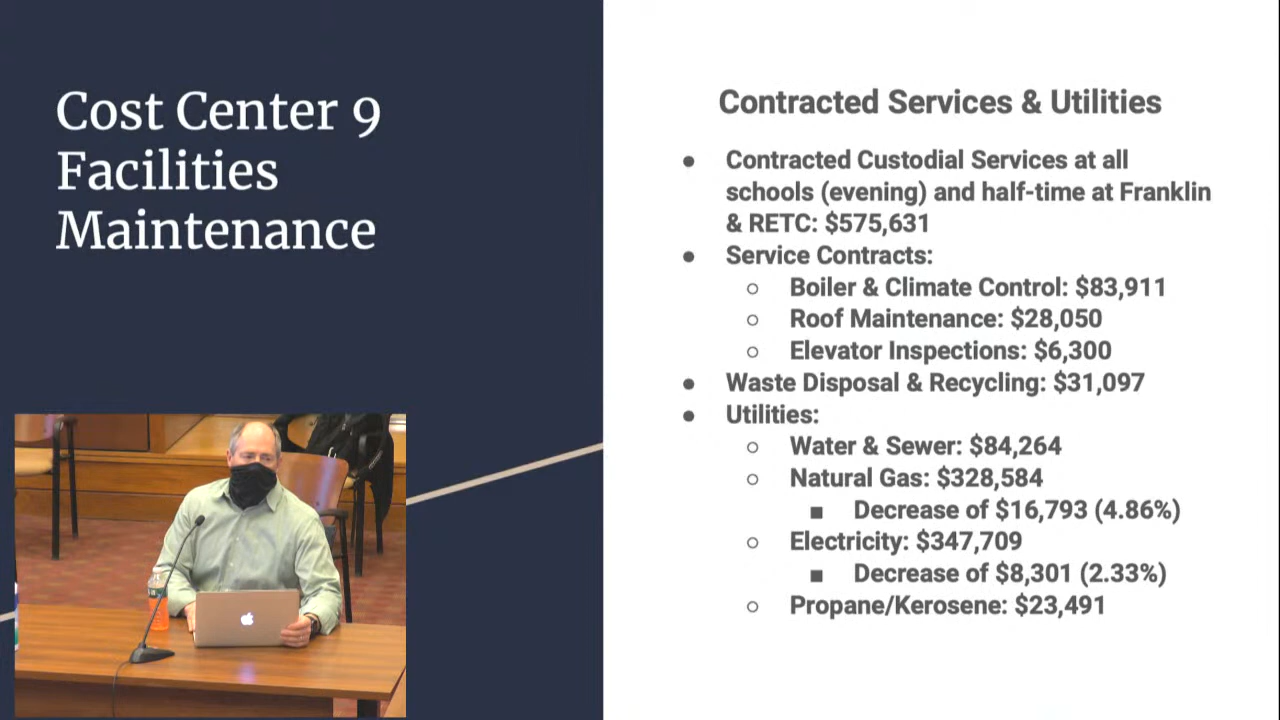 Cost Center 9
Facilities
Maintenance
Contracted Services & Utilities
● Contracted Custodial Services at all
schools (evening) and half-time at Franklin
& RETC: $575,631
● Service Contracts:
○ Boiler & Climate Control: $83,911
○ Roof Maintenance: $28,050
○ Elevator Inspections: $6,300
● Waste Disposal & Recycling: $31,097
● Utilities:
○ Water & Sewer: $84,264
○ Natural Gas: $328,584
■ Decrease of $16,793 (4.86%)
○ Electricity: $347,709
■ Decrease of $8,301 (2.33%)
○ Propane/Kerosene: $23,491